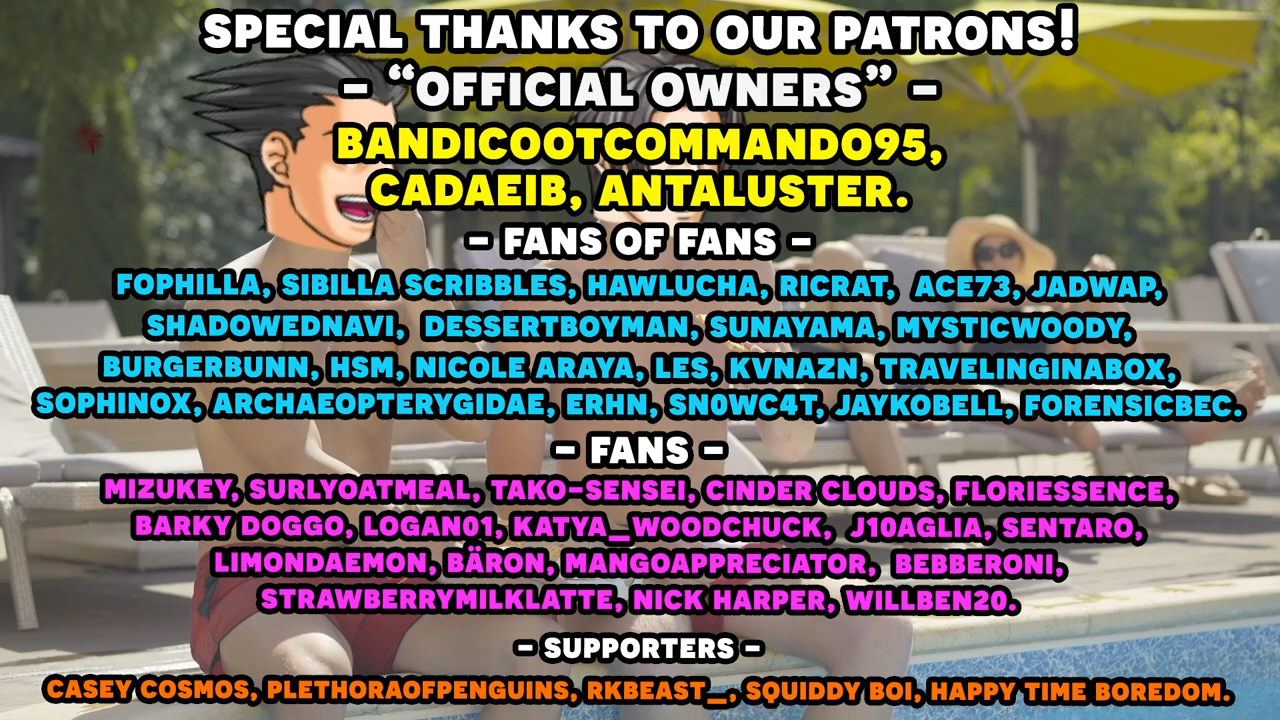 SPECIAL THANKS TO OUR PATRONS!
– “OFFICIAL OWNERS” –
BANDICOOTCOMMANDO95,
CADAEIB, ANTALUSTER.
– FANS OF FANS –
FOPHILLA, SIBILLA SCRIBBLES, HAWLUCHA, RICRAT, ACE73, JADWAP,
SHADOWEDNAVI, DESSERTBOYMAN, SUNAYAMA, MYSTICWOODY,
BURGERBUNN, HSM, NICOLE ARAYA, LES, KVNAZN, TRAVELINGINABOX,
SOPHINOX, ARCHAEOPTERYGIDAE, ERHN, SN0WC4T, JAYKOBELL, FORENSICBEC.
– FANS –
MIZUKEY, SURLYOATMEAL, TAKO-SENSEI, CINDER CLOUDS, FLORIESSENCE,
BARKY DOGGO, LOGAN01, KATYA_WOODCHUCK, J10AGLIA, SENTARO,
LIMONDAEMON, BÄRON, MANGOAPPRECIATOR, BEBBERONI,
STRAWBERRYMILKLATTE, NICK HARPER, WILLBEN20.
– SUPPORTERS –
CASEY COSMOS, PLETHORAOFPENGUINS, RKBEAST_, SQUIDDY BOI, HAPPY TIME BOREDOM.